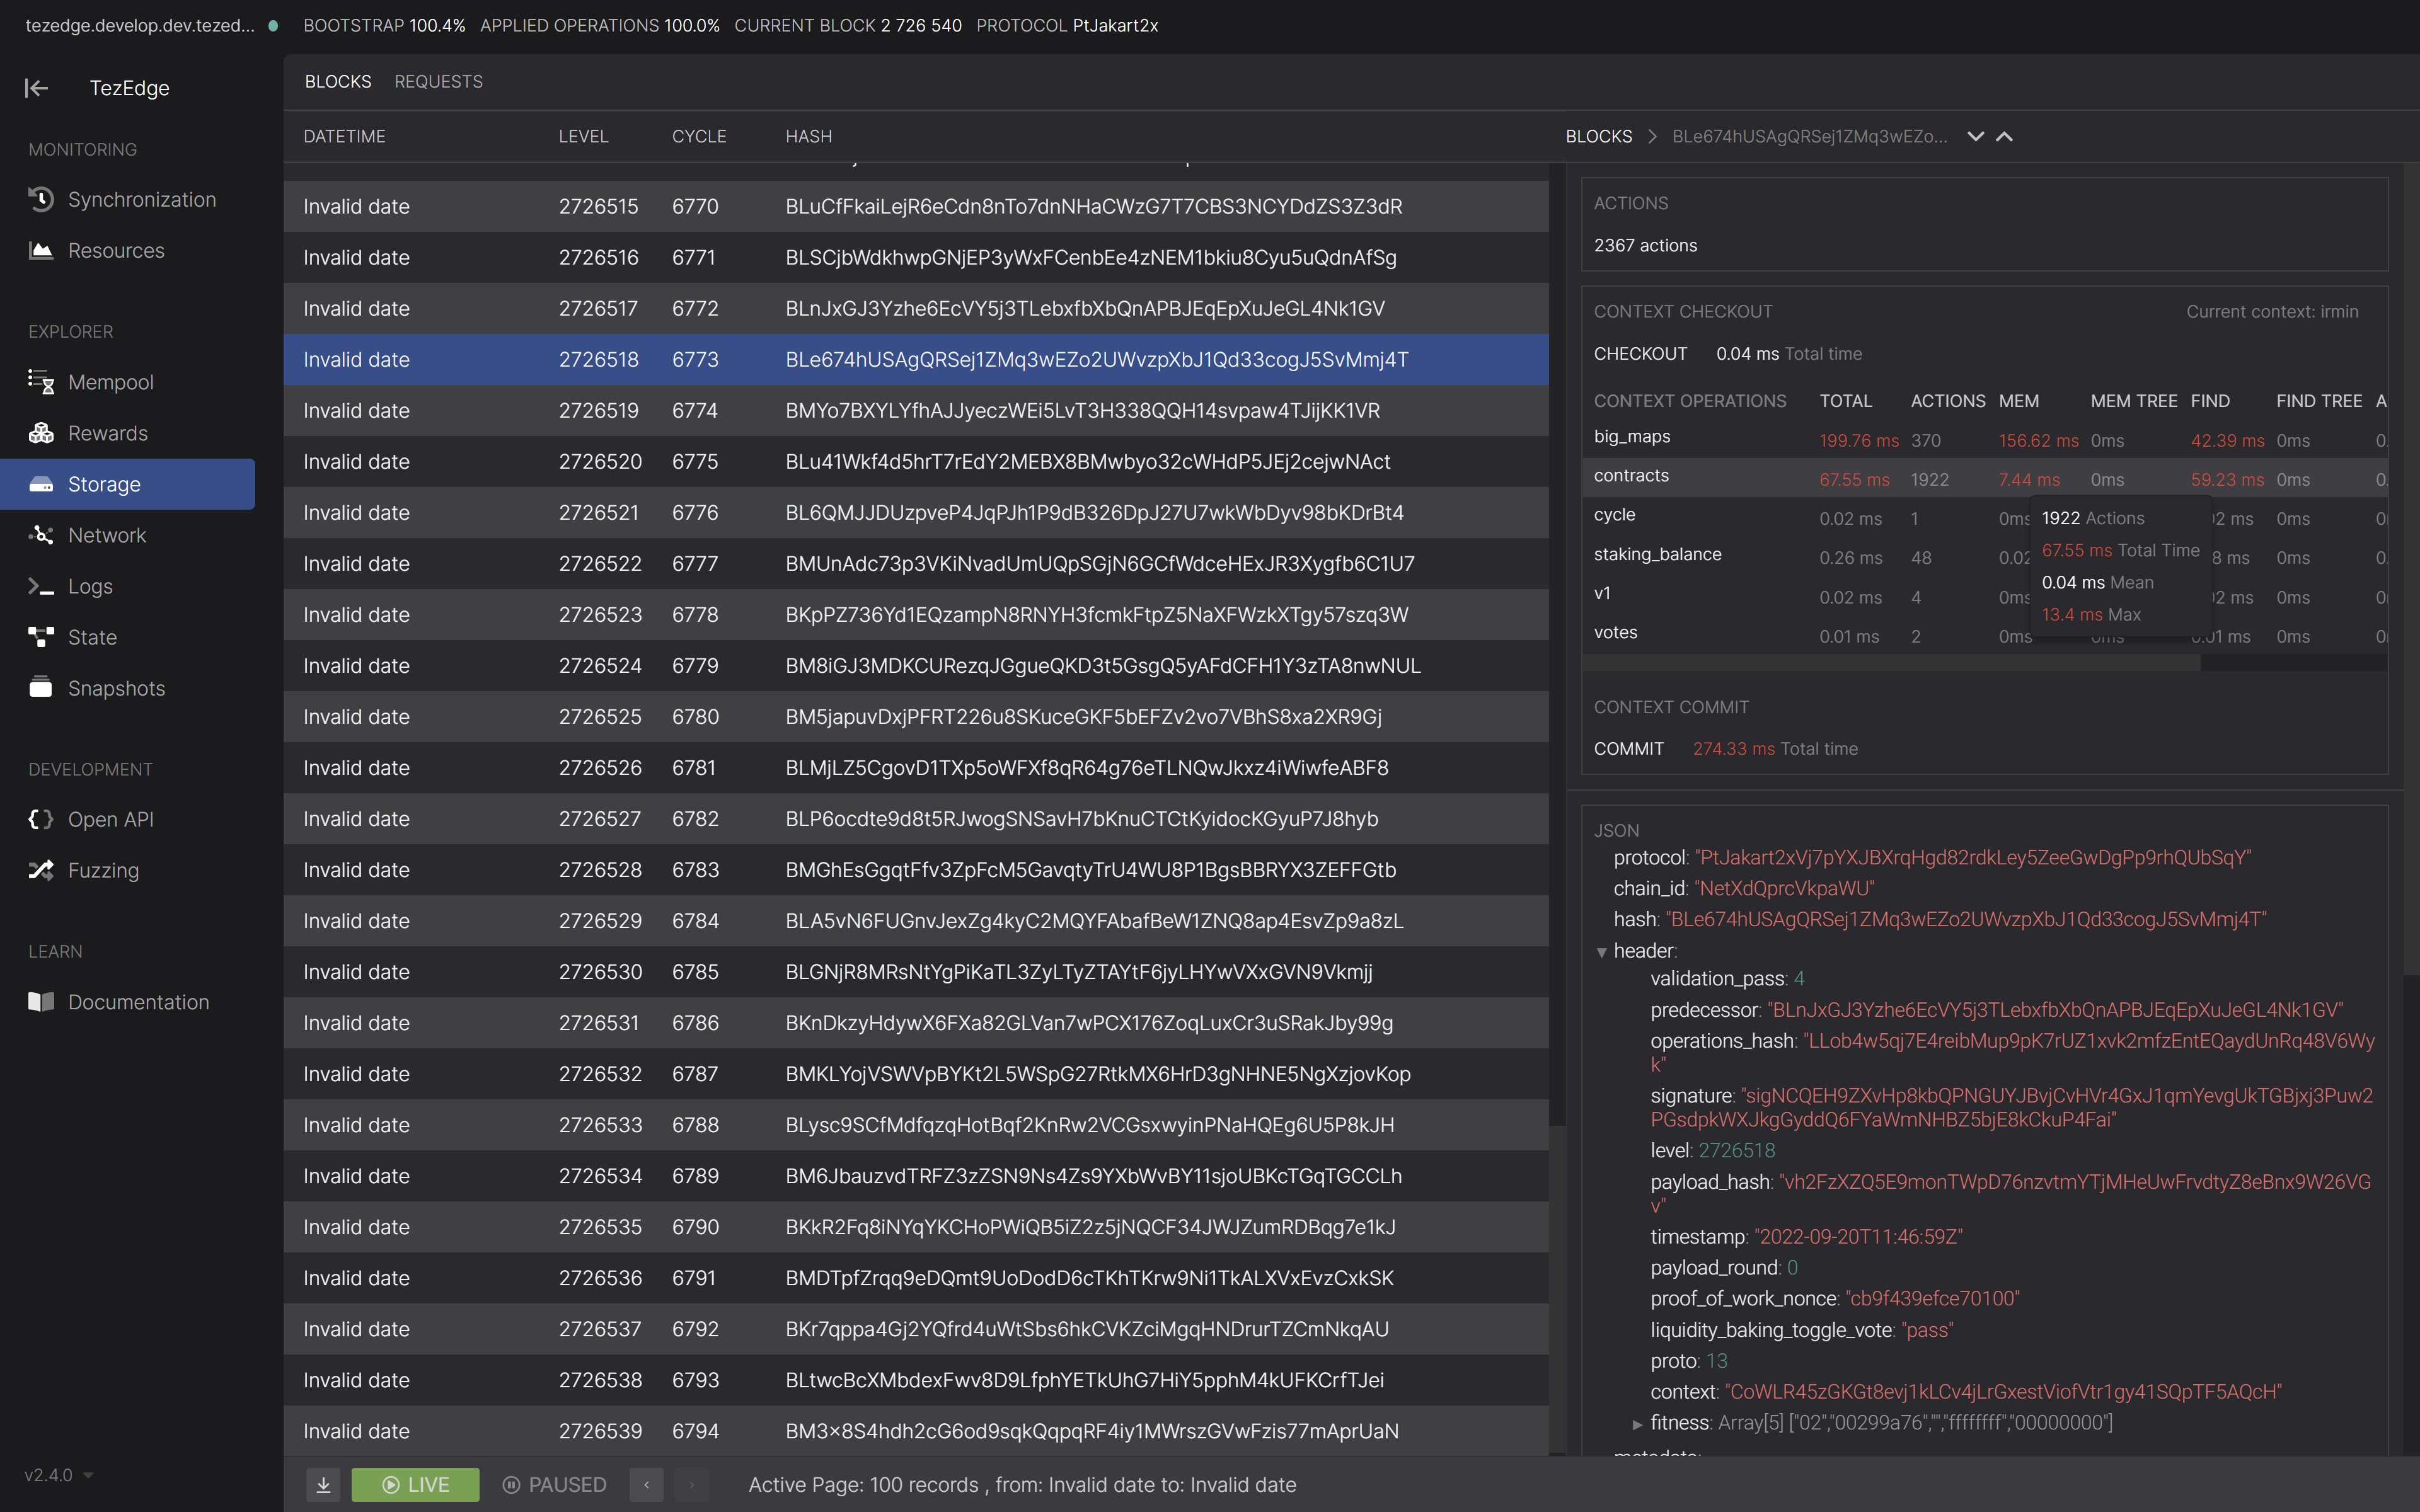 tezedge.develop.dev.tezed...
BOOTSTRAP 100.4% APPLIED OPERATIONS 100.0% CURRENT BLOCK 2 726 540 PROTOCOL PtJakart2x
TezEdge
MONITORING
Synchronization
Resources
EXPLORER
Mempool
Rewards
Storage
Network
Logs
State
Snapshots
DEVELOPMENT
Open API
Fuzzing
LEARN
Documentation
v2.4.0
BLOCKS REQUESTS
DATETIME LEVEL CYCLE HASH
Invalid date 2726515 6770 BLuCfFkaiLejR6eCdn8nTo7dnNHaCWzG7T7CBS3NCYDdZS3Z3dR
Invalid date 2726516 6771 BLSCjbWdkhwpGNjEP3yWxFCenbEe4zNEM1bkiu8Cyu5uQdnAfSg
Invalid date 2726517 6772 BLnJxGJ3Yzhe6EcVY5j3TLebxfbXbQnAPBJEqEpXuJeGL4Nk1GV
Invalid date 2726518 6773 BLe674hUSAgQRSej1ZMq3wEZo2UWvzpXbJ1Qd33cogJ5SvMmj4T
Invalid date 2726519 6774 BMYo7BXYLYfhAJJyeczWEi5LvT3H338QQH14svpaw4TJijKK1VR
Invalid date 2726520 6775 BLu41Wkf4d5hrT7rEdY2MEBX8BMwbyo32cWHdP5JEj2cejwNAct
Invalid date 2726521 6776 BL6QMJJDUzpveP4JqPJh1P9dB326DpJ27U7wkWbDyv98bKDrBt4
Invalid date 2726522 6777 BMUnAdc73p3VKiNvadUmUQpSGjN6GCfWdceHExJR3Xygfb6C1U7
Invalid date 2726523 6778 BKpPZ736Yd1EQzampN8RNYH3fcmkFtpZ5NaXFWzkXTgy57szq3W
Invalid date 2726524 6779 BM8iGJ3MDKCURezqJGgueQKD3t5GsgQ5yAFdCFH1Y3zTA8nwNUL
Invalid date 2726525 6780 BM5japuvDxjPFRT226u8SKuceGKF5bEFZv2vo7VBhS8xa2XR9Gj
Invalid date 2726526 6781 BLMjLZ5CgovD1TXp5oWFXf8qR64g76eTLNQwJkxz4iWiwfeABF8
Invalid date 2726527 6782 BLP6ocdte9d8t5RJwogSNSavH7bKnuCTCtKyidocKGyuP7J8hyb
Invalid date 2726528 6783 BMGhEsGgqtFfv3ZpFcM5GavqtyTrU4WU8P1BgsBBRYX3ZEFFGtb
Invalid date 2726529 6784 BLA5vN6FUGnvJexZg4kyC2MQYFAbafBeW1ZNQ8ap4EsvZp9a8zL
Invalid date 2726530 6785 BLGNjR8MRsNtYgPiKaTL3ZyLTyZTAYtF6jyLHYwVXxGVN9Vkmjj
Invalid date 2726531 6786 BKnDkzyHdywX6FXa82GLVan7wPCX176ZoqLuxCr3uSRakJby99g
Invalid date 2726532 6787 BMKLYojVSWVpBYKt2L5WSpG27RtkMX6HrD3gNHNE5NgXzjovKop
Invalid date 2726533 6788 BLysc9SCfMdfqzqHotBqf2KnRw2VCGsxwyinPNaHQEg6U5P8kJH
Invalid date 2726534 6789 BM6JbauzvdTRFZ3zZSN9Ns4Zs9YXbWvBY11sjoUBKcTGqTGCCLh
Invalid date 2726535 6790 BKkR2Fq8iNYqYKCHoPWiQB5iZ2z5jNQCF34JWJZumRDBqg7e1kJ
Invalid date 2726536 6791 BMDTpfZrqq9eDQmt9UoDodD6cTKhTKrw9Ni1TkALXVxEvzCxkSK
Invalid date 2726537 6792 BKr7qppa4Gj2YQfrd4uWtSbs6hkCVKZciMgqHNDrurTZCmNkqAU
Invalid date 2726538 6793 BLtwcBcXMbdexFwv8D9LfphYETkUhG7HiY5pphM4kUFKCrfTJei
Invalid date 2726539 6794 BM3x8S4hdh2cG6od9sqkQqpqRF4iy1MWrszGVwFzis77mAprUaN
LIVE PAUSED Active Page: 100 records , from: Invalid date to: Invalid date
BLOCKS BLe674hUSAgQRSej1ZMq3wEZo...
ACTIONS
2367 actions
CONTEXT CHECKOUT Current context: irmin
CHECKOUT 0.04 ms Total time
CONTEXT OPERATIONS TOTAL ACTIONS MEM MEM TREE FIND FIND TREE A
big_maps 199.76 ms 370 156.62 ms 0ms 42.39 ms 0ms 0.
contracts 67.55 ms 1922 7.44 ms 0ms 59.23 ms 0ms 0.
cycle 0.02 ms 1 0ms 2 ms 0ms 0
staking_balance 0.26 ms 48 0.02 8 ms 0ms 0.
v1 0.02 ms 4 0ms 02 ms 0ms 0
votes 0.01 ms 2 0ms 0ms 0.01 ms 0ms 0
1922 Actions
67.55 ms Total Time
0.04 ms Mean
13.4 ms Max
CONTEXT COMMIT
COMMIT 274.33 ms Total time
JSON
protocol: "PtJakart2xVj7pYXJBXrqHgd82rdkLey5ZeeGwDgPp9rhQUbSqY"
chain_id: "NetXdQprcVkpaWU"
hash: "BLe674hUSAgQRSej1ZMq3wEZo2UWvzpXbJ1Qd33cogJ5SvMmj4T"
header:
validation_pass: 4
predecessor: "BLnJxGJ3Yzhe6EcVY5j3TLebxfbXbQnAPBJEqEpXuJeGL4Nk1GV"
operations_hash: "LLob4w5qj7E4reibMup9pK7rUZ1xvk2mfzEntEQaydUnRq48V6Wy
k"
signature: "sigNCQEH9ZXvHp8kbQPNGUYJBvjCvHVr4GxJ1qmYevgUkTGBjxj3Puw2
PGsdpkWXJkgGyddQ6FYaWmNHBZ5bjE8kCkuP4Fai"
level: 2726518
payload_hash: "vh2FzXZQ5E9monTWpD76nzvtmYTjMHeUwFrvdtyZ8eBnx9W26VG
v"
timestamp: "2022-09-20T11:46:59Z"
payload_round: 0
proof_of_work_nonce: "cb9f439efce70100"
liquidity_baking_toggle_vote: "pass"
proto: 13
context: "CoWLR45zGKGt8evj1kLCv4jLrGxestViofVtr1gy41SQpTF5AQcH"
fitness: Array[5] ["02","00299a76","","ffffffff","00000000"]